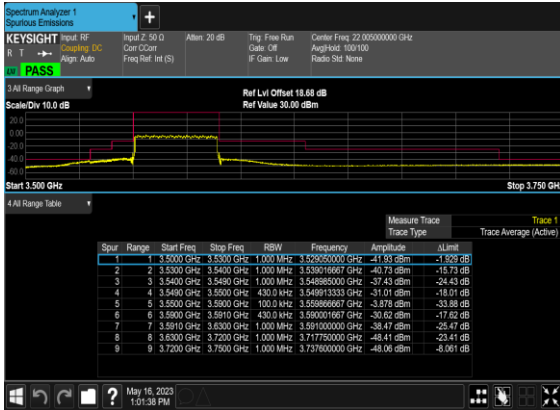 Spectrum Analyzer 1
Spurious Emissions
KEYSIGHT Input: RF Input Z: 50 Ω Atten: 20 dB Trig: Free Run Center Freq: 22.005000000 GHz
R T Coupling: DC Corr CCorr Gate: Off Avg|Hold: 100/100
Align: Auto Freq Ref: Int (S) IF Gain: Low Radio Std: None
PASS
3 All Range Graph
Ref Lvl Offset 18.68 dB
Scale/Div 10.0 dB Ref Value 30.00 dBm
20.0
0.00
-20.0
-40.0
-60.0
Start 3.500 GHz Stop 3.750 GHz
4 All Range Table
Measure Trace Trace 1
Trace Type Trace Average (Active)
Spur Range Start Freq Stop Freq RBW Frequency Amplitude ΔLimit
1 1 3.5000 GHz 3.5300 GHz 1.000 MHz 3.529050000 GHz -41.93 dBm -1.929 dB
2 2 3.5300 GHz 3.5400 GHz 1.000 MHz 3.539016667 GHz -40.73 dBm -15.73 dB
3 3 3.5400 GHz 3.5490 GHz 1.000 MHz 3.548985000 GHz -37.43 dBm -24.43 dB
4 4 3.5490 GHz 3.5500 GHz 430.0 kHz 3.549913333 GHz -31.01 dBm -18.01 dB
5 5 3.5500 GHz 3.5900 GHz 100.0 kHz 3.559866667 GHz -3.878 dBm -33.88 dB
6 6 3.5900 GHz 3.5910 GHz 430.0 kHz 3.590001667 GHz -30.62 dBm -17.62 dB
7 7 3.5910 GHz 3.6300 GHz 1.000 MHz 3.591000000 GHz -38.47 dBm -25.47 dB
8 8 3.6300 GHz 3.7200 GHz 1.000 MHz 3.715200000 GHz -48.41 dBm -23.41 dB
9 9 3.7200 GHz 3.7500 GHz 1.000 MHz 3.737600000 GHz -48.06 dBm -8.061 dB
May 16, 2023
1:01:38 PM